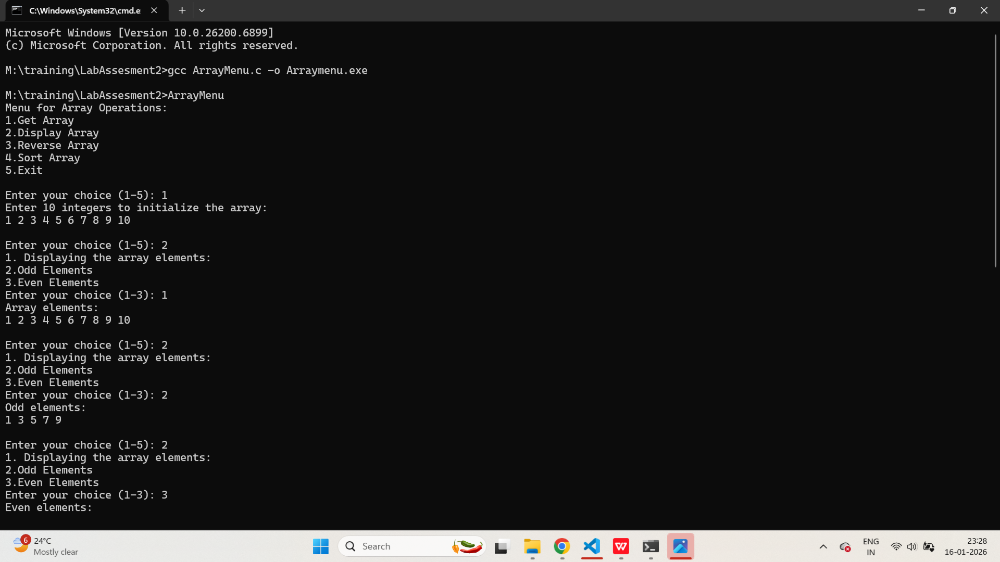 C:\Windows\System32\cmd.e
Microsoft Windows [Version 10.0.26200.6899]
(c) Microsoft Corporation. All rights reserved.
M:\training\LabAssesment2>gcc ArrayMenu.c -o Arraymenu.exe
M:\training\LabAssesment2>ArrayMenu
Menu for Array Operations:
1.Get Array
2.Display Array
3.Reverse Array
4.Sort Array
5.Exit
Enter your choice (1-5): 1
Enter 10 integers to initialize the array:
1 2 3 4 5 6 7 8 9 10
Enter your choice (1-5): 2
1. Displaying the array elements:
2.Odd Elements
3.Even Elements
Enter your choice (1-3): 1
Array elements:
1 2 3 4 5 6 7 8 9 10
Enter your choice (1-5): 2
1. Displaying the array elements:
2.Odd Elements
3.Even Elements
Enter your choice (1-3): 2
Odd elements:
1 3 5 7 9
Enter your choice (1-5): 2
1. Displaying the array elements:
2.Odd Elements
3.Even Elements
Enter your choice (1-3): 3
Even elements:
6
24°C
Mostly clear
Search
W
ENG
IN
23:28
16-01-2026